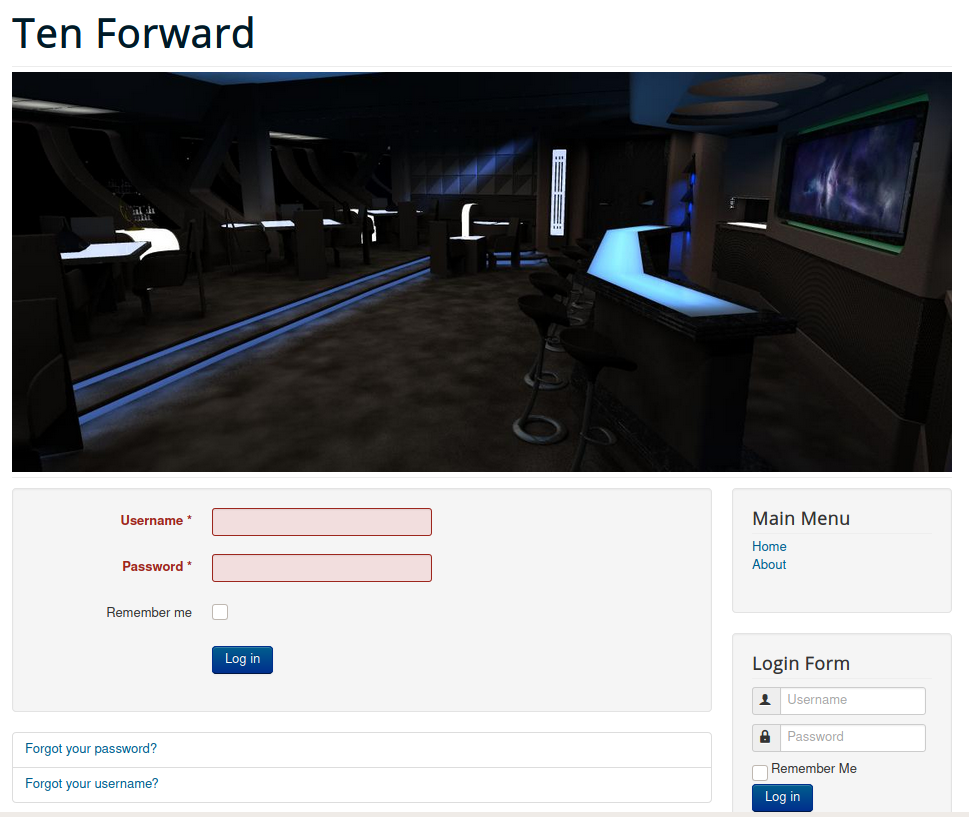 Ten Forward
Username *
Password *
Remember me
Log in
Forgot your password?
Forgot your username?
Main Menu
Home
About
Login Form
Username
Password
Remember Me
Log in